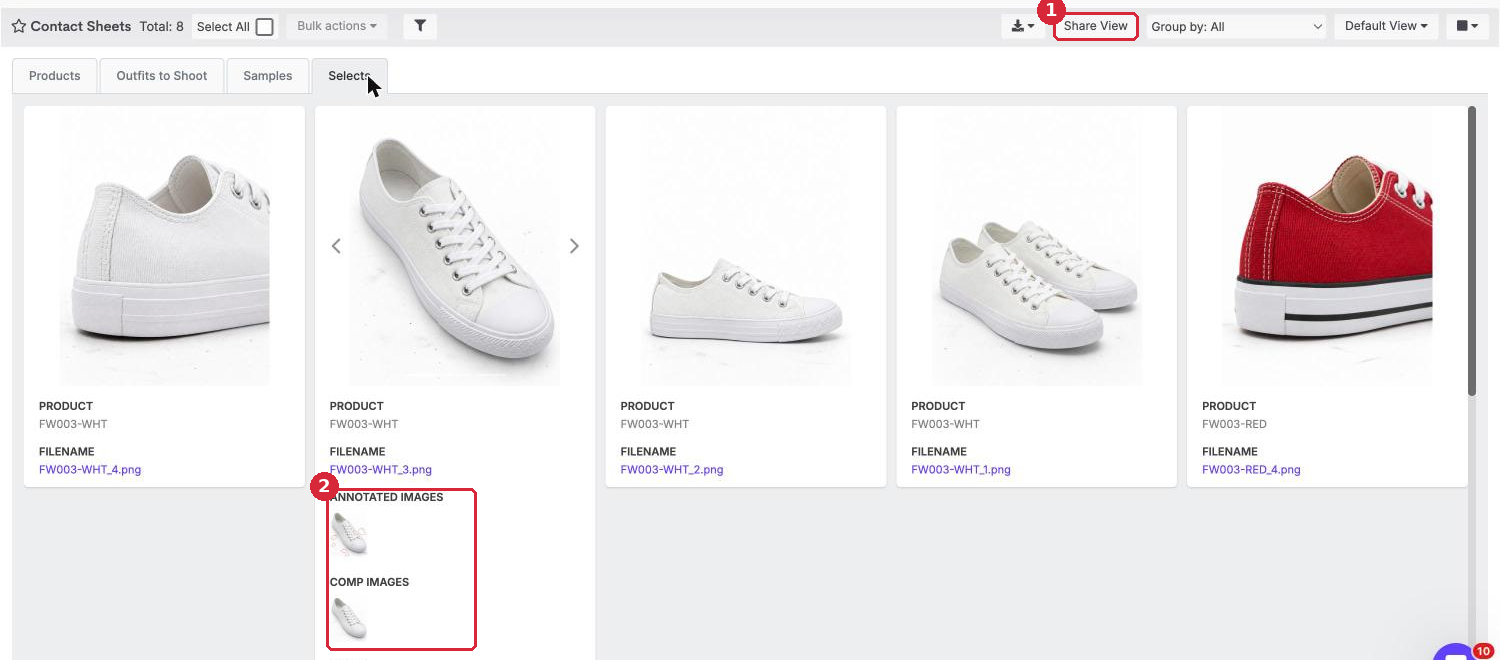 Contact Sheets Total: 8 Select All Bulk actions 1 Share View Group by: All Default View
Products Outfits to Shoot Samples Selects
PRODUCT PRODUCT PRODUCT PRODUCT PRODUCT
FW003-WHT FW003-WHT FW003-WHT FW003-WHT FW003-RED
FILENAME FILENAME FILENAME FILENAME FILENAME
FW003-WHT_4.png FW003-WHT_3.png FW003-WHT_2.png FW003-WHT_1.png FW003-RED_4.png
2
ANNOTATED IMAGES
COMP IMAGES
10